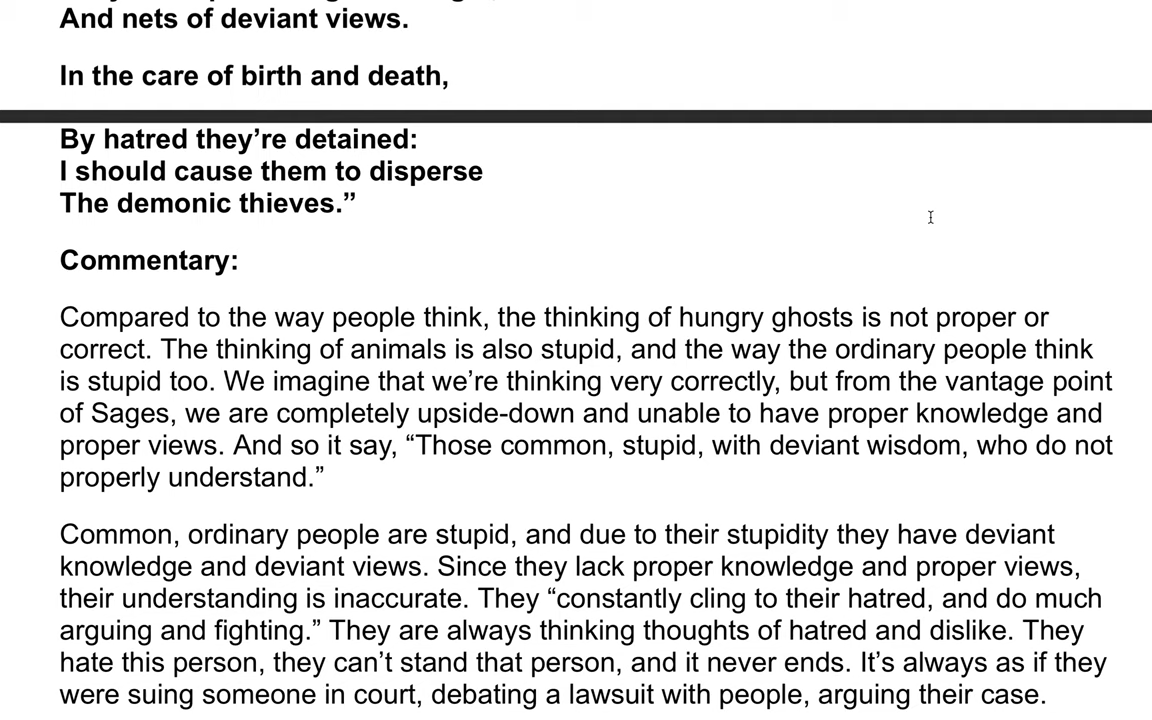 And nets of deviant views.
In the care of birth and death,
By hatred they’re detained:
I should cause them to disperse
The demonic thieves.”
Commentary:
Compared to the way people think, the thinking of hungry ghosts is not proper or
correct. The thinking of animals is also stupid, and the way the ordinary people think
is stupid too. We imagine that we’re thinking very correctly, but from the vantage point
of Sages, we are completely upside-down and unable to have proper knowledge and
proper views. And so it say, “Those common, stupid, with deviant wisdom, who do not
properly understand.”
Common, ordinary people are stupid, and due to their stupidity they have deviant
knowledge and deviant views. Since they lack proper knowledge and proper views,
their understanding is inaccurate. They “constantly cling to their hatred, and do much
arguing and fighting.” They are always thinking thoughts of hatred and dislike. They
hate this person, they can’t stand that person, and it never ends. It’s always as if they
were suing someone in court, debating a lawsuit with people, arguing their case.